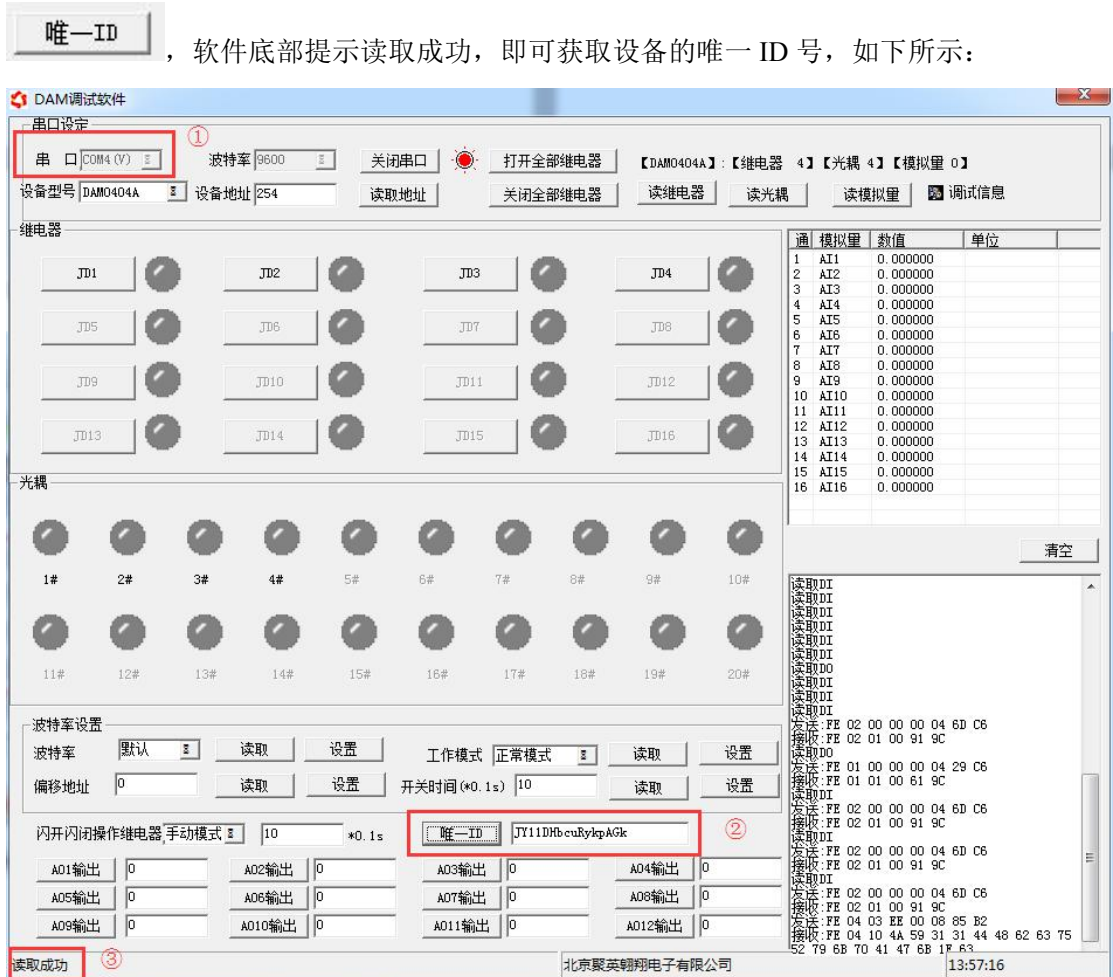 唯一ID ，软件底部提示读取成功，即可获取设备的唯一 ID 号，如下所示：
DAM调试软件
串口设定
①
串 口 COM4(V) 波特率 9600 关闭串口 打开全部继电器 【DAM0404A】:【继电器 4】【光耦 4】【模拟量 0】
设备型号 DAM0404A 设备地址 254 读取地址 关闭全部继电器 读继电器 读光耦 读模拟量 调试信息
继电器
JD1 JD2 JD3 JD4
JD5 JD6 JD7 JD8
JD9 JD10 JD11 JD12
JD13 JD14 JD15 JD16
通 模拟量 数值 单位
1 AI1 0.000000
2 AI2 0.000000
3 AI3 0.000000
4 AI4 0.000000
5 AI5 0.000000
6 AI6 0.000000
7 AI7 0.000000
8 AI8 0.000000
9 AI9 0.000000
10 AI10 0.000000
11 AI11 0.000000
12 AI12 0.000000
13 AI13 0.000000
14 AI14 0.000000
15 AI15 0.000000
16 AI16 0.000000
光耦
1# 2# 3# 4# 5# 6# 7# 8# 9# 10#
11# 12# 13# 14# 15# 16# 17# 18# 19# 20#
清空
读取DI
读取DI
读取DI
读取DI
读取DI
读取DI
读取DO
读取DI
读取DI
读取DI
发送:FE 02 00 00 00 04 6D C6
接收:FE 02 01 00 91 9C
读取DO
发送:FE 01 00 00 00 04 29 C6
接收:FE 01 01 00 61 9C
读取DI
发送:FE 02 00 00 00 04 6D C6
接收:FE 02 01 00 91 9C
读取DI
发送:FE 02 00 00 00 04 6D C6
接收:FE 02 01 00 91 9C
读取DI
发送:FE 02 00 00 00 04 6D C6
接收:FE 02 01 00 91 9C
发送:FE 04 03 EE 00 08 85 B2
接收:FE 04 10 4A 59 31 31 44 48 62 63 75
52 79 6B 70 41 47 6B 1F 63
波特率设置
波特率 默认 读取 设置 工作模式 正常模式 读取 设置
偏移地址 0 读取 设置 开关时间(*0.1s) 10 读取 设置
闪开闪闭操作继电器 手动模式 10 *0.1s 唯一ID JY11DHbcuRykpAGk ②
AO1输出 0 AO2输出 0 AO3输出 0 AO4输出 0
AO5输出 0 AO6输出 0 AO7输出 0 AO8输出 0
AO9输出 0 AO10输出 0 AO11输出 0 AO12输出 0
读取成功 ③ 北京聚英翱翔电子有限公司 13:57:16